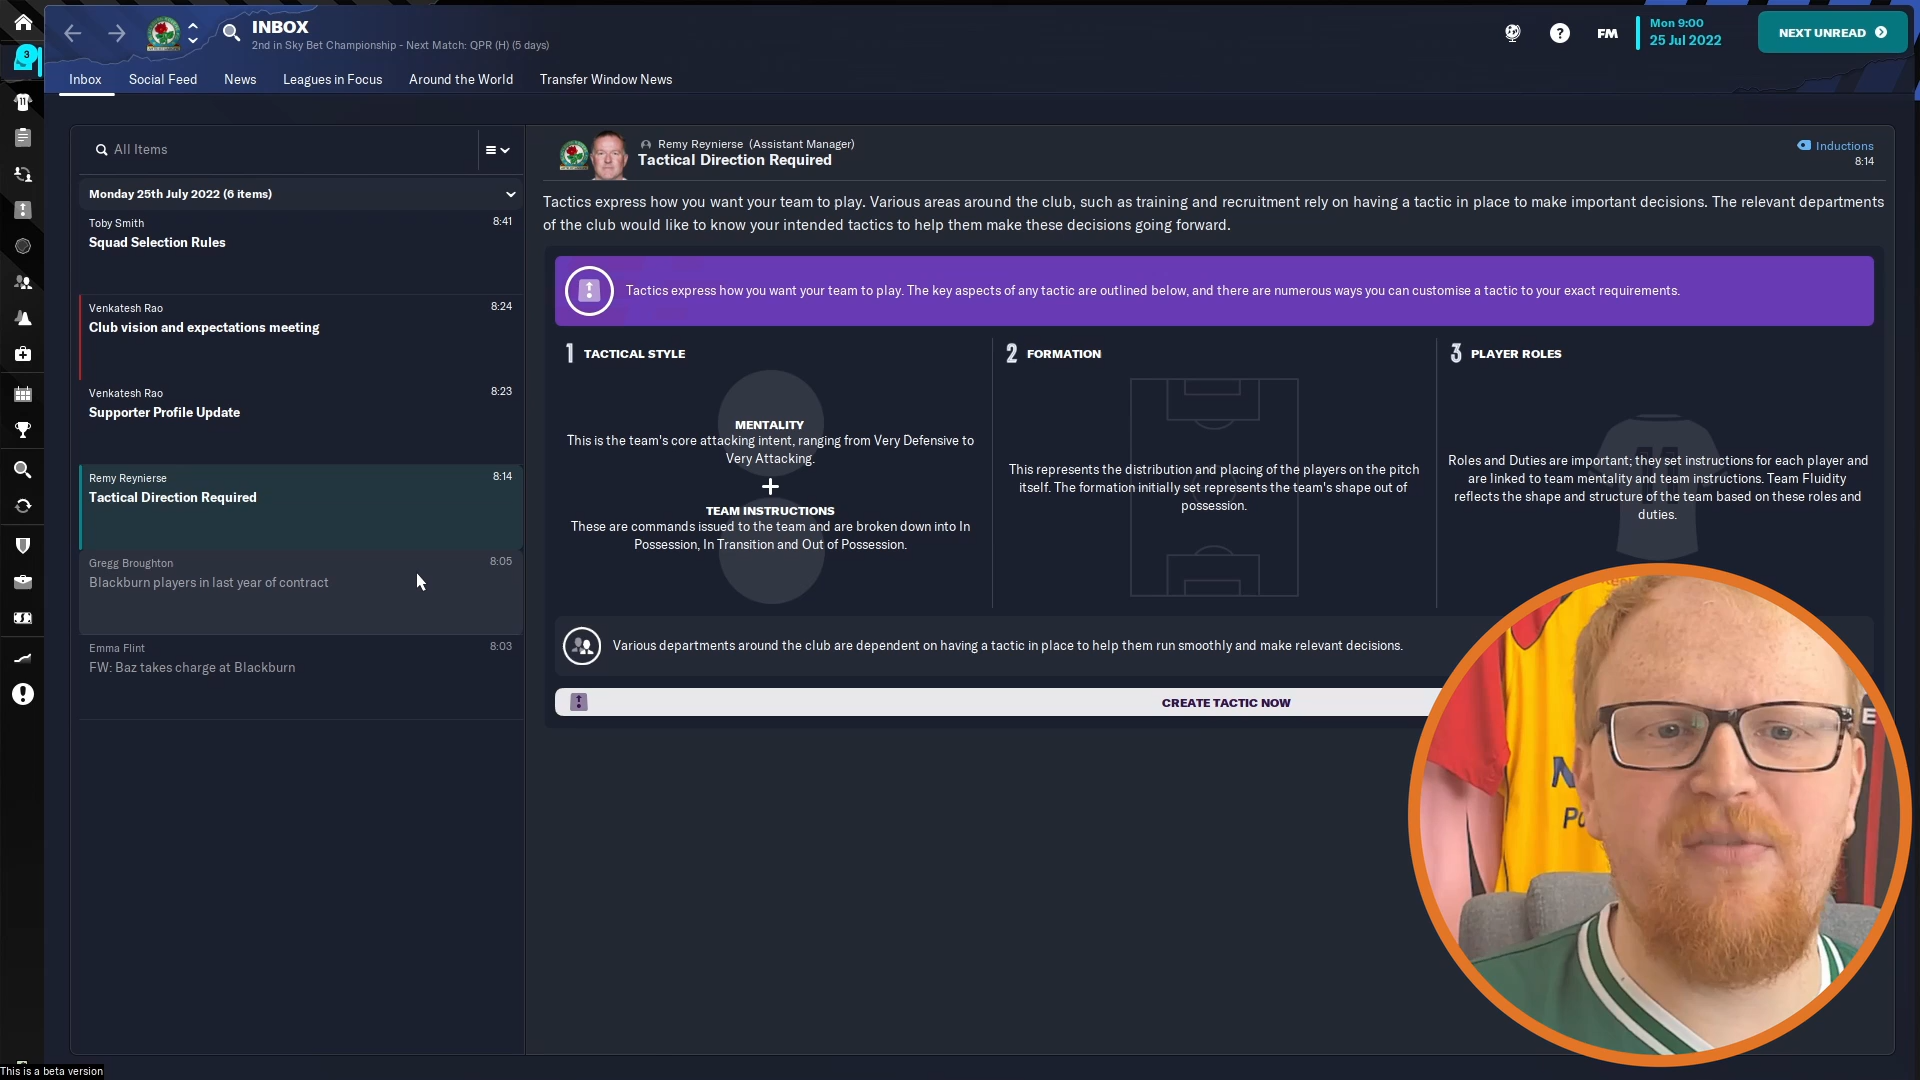 INBOX
2nd in Sky Bet Championship - Next Match: QPR (H) (5 days)
FM
Mon 9:00
25 Jul 2022
NEXT UNREAD
3
Inbox
Social Feed
News
Leagues in Focus
Around the World
Transfer Window News
All Items
Monday 25th July 2022 (6 items)
Toby Smith
8:41
Squad Selection Rules
Venkatesh Rao
8:24
Club vision and expectations meeting
Venkatesh Rao
8:23
Supporter Profile Update
Remy Reynierse
8:14
Tactical Direction Required
Gregg Broughton
8:05
Blackburn players in last year of contract
Emma Flint
8:03
FW: Baz takes charge at Blackburn
Remy Reynierse (Assistant Manager)
Tactical Direction Required
Inductions
8:14
Tactics express how you want your team to play. Various areas around the club, such as training and recruitment rely on having a tactic in place to make important decisions. The relevant departments
of the club would like to know your intended tactics to help them make these decisions going forward.
Tactics express how you want your team to play. The key aspects of any tactic are outlined below, and there are numerous ways you can customise a tactic to your exact requirements.
1 TACTICAL STYLE
MENTALITY
This is the team's core attacking intent, ranging from Very Defensive to
Very Attacking.
+
TEAM INSTRUCTIONS
These are commands issued to the team and are broken down into In
Possession, In Transition and Out of Possession.
2 FORMATION
This represents the distribution and placing of the players on the pitch
itself. The formation initially set represents the team's shape out of
possession.
3 PLAYER ROLES
Roles and Duties are important; they set instructions for each player and
are linked to team mentality and team instructions. Team Fluidity
reflects the shape and structure of the team based on these roles and
duties.
Various departments around the club are dependent on having a tactic in place to help them run smoothly and make relevant decisions.
CREATE TACTIC NOW
This is a beta version